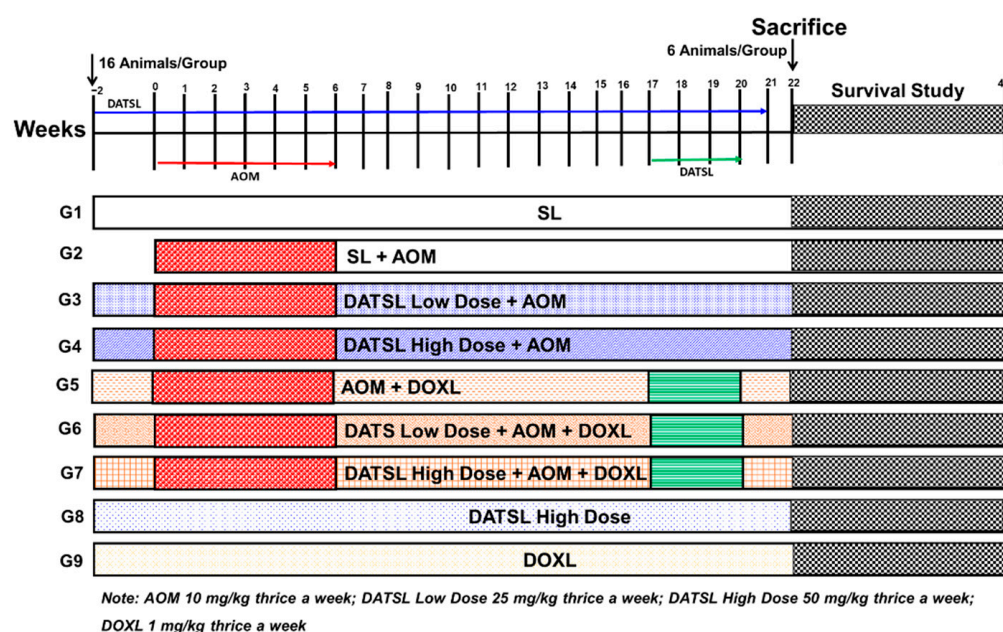 Sacrifice
16 Animals/Group
6 Animals/Group
–2 0 1 2 3 4 5 6 7 8 9 10 11 12 13 14 15 16 17 18 19 20 21 22 4
DATSL
Survival Study
Weeks
AOM
DATSL
G1 SL
G2 SL + AOM
G3 DATSL Low Dose + AOM
G4 DATSL High Dose + AOM
G5 AOM + DOXL
G6 DATS Low Dose + AOM + DOXL
G7 DATSL High Dose + AOM + DOXL
G8 DATSL High Dose
G9 DOXL
Note: AOM 10 mg/kg thrice a week; DATSL Low Dose 25 mg/kg thrice a week; DATSL High Dose 50 mg/kg thrice a week;
DOXL 1 mg/kg thrice a week